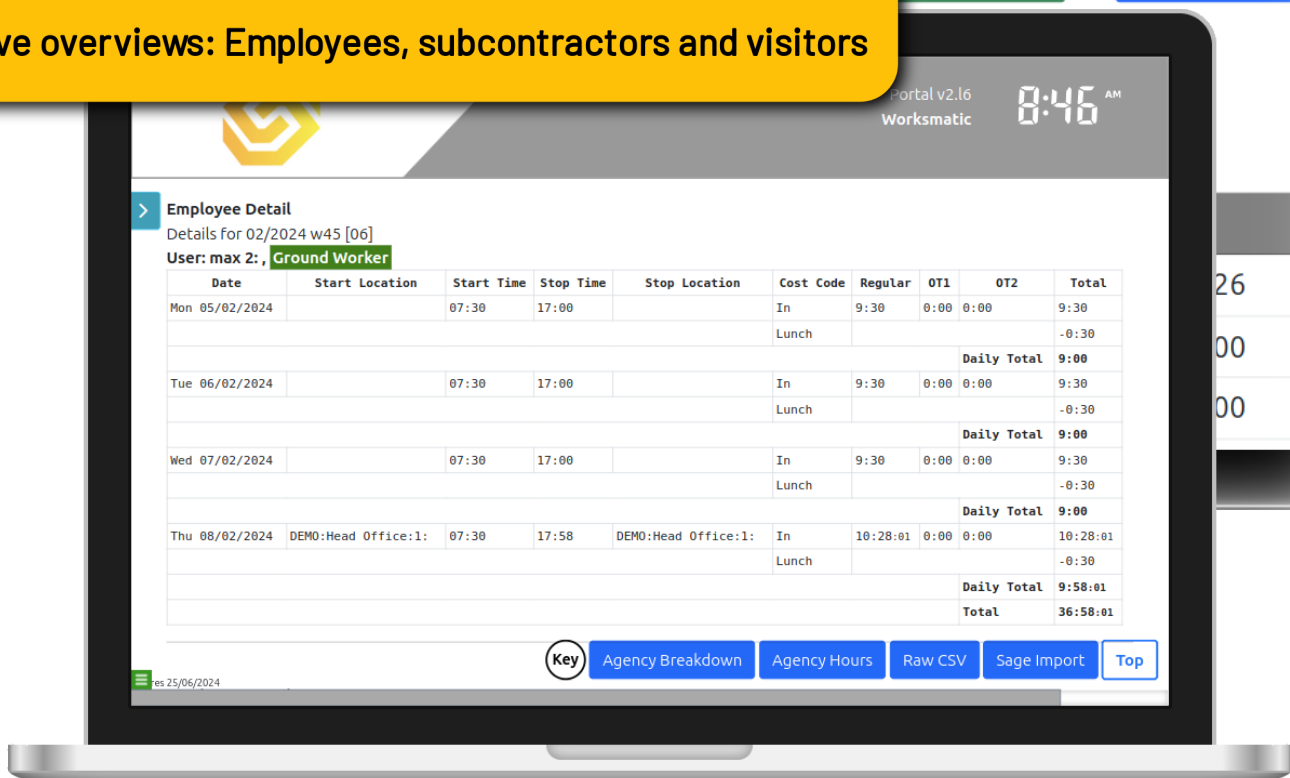 ve overviews: Employees, subcontractors and visitors
Portal v2.l6
Worksmatic
8:46 AM
Employee Detail
Details for 02/2024 w45 [06]
User: max 2: , Ground Worker
Date Start Location Start Time Stop Time Stop Location Cost Code Regular OT1 OT2 Total
Mon 05/02/2024 07:30 17:00 In 9:30 0:00 0:00 9:30
Lunch -0:30
Daily Total 9:00
Tue 06/02/2024 07:30 17:00 In 9:30 0:00 0:00 9:30
Lunch -0:30
Daily Total 9:00
Wed 07/02/2024 07:30 17:00 In 9:30 0:00 0:00 9:30
Lunch -0:30
Daily Total 9:00
Thu 08/02/2024 DEMO:Head Office:1: 07:30 17:58 DEMO:Head Office:1: In 10:28:01 0:00 0:00 10:28:01
Lunch -0:30
Daily Total 9:58:01
Total 36:58:01
Key Agency Breakdown Agency Hours Raw CSV Sage Import Top
res 25/06/2024
26
00
00